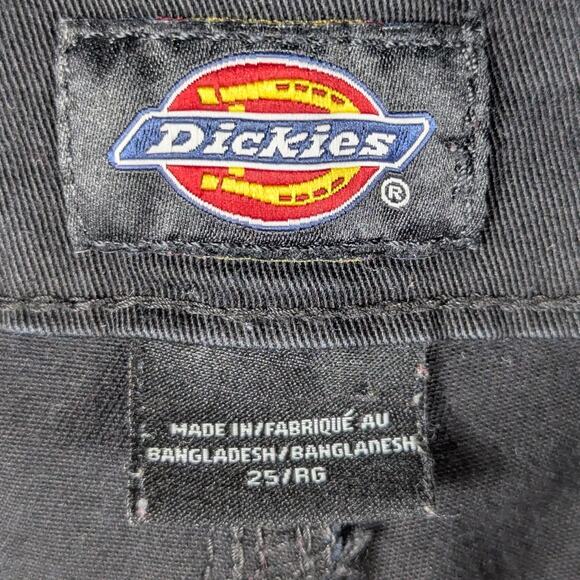 Dickies
®
MADE IN/FABRIQUÉ AU
BANGLADESH/BANGLADESH
25/RG